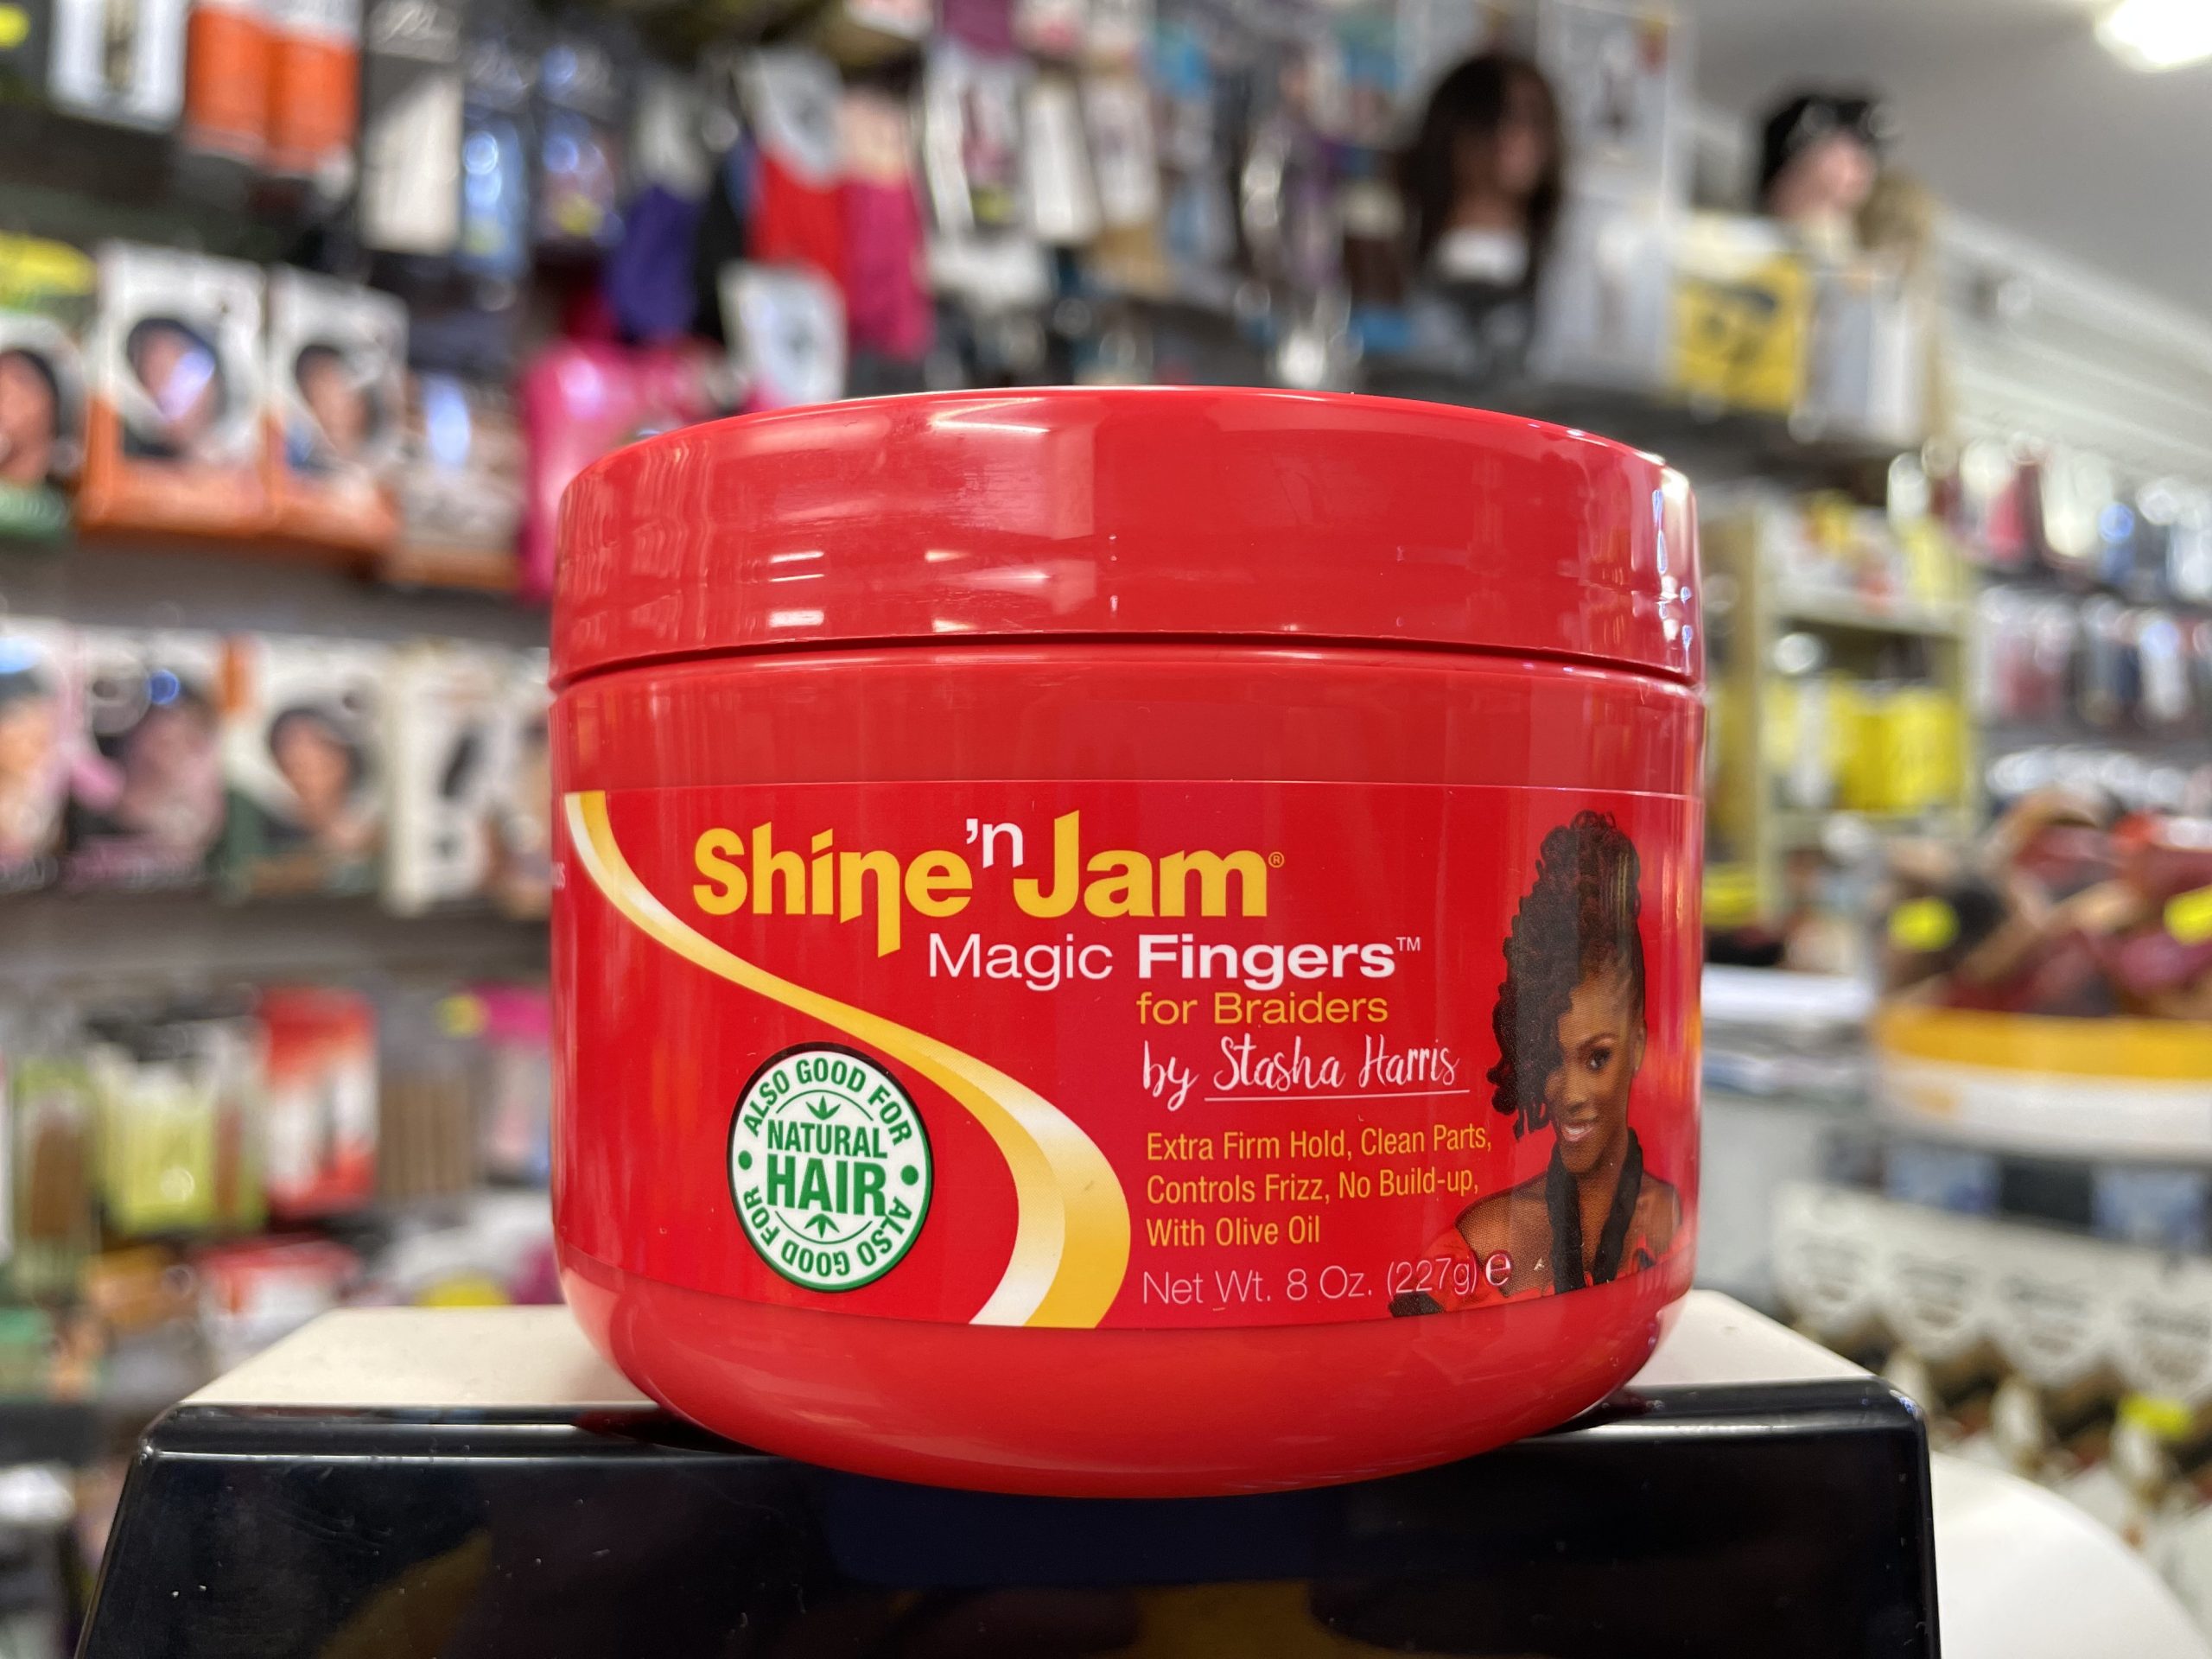 Shine 'n Jam®
Magic Fingers™
for Braiders
by Stasha Harris
Extra Firm Hold, Clean Parts,
Controls Frizz, No Build-up,
With Olive Oil
Net Wt. 8 Oz. (227g) e
ALSO GOOD FOR
NATURAL
HAIR
ALSO GOOD FOR